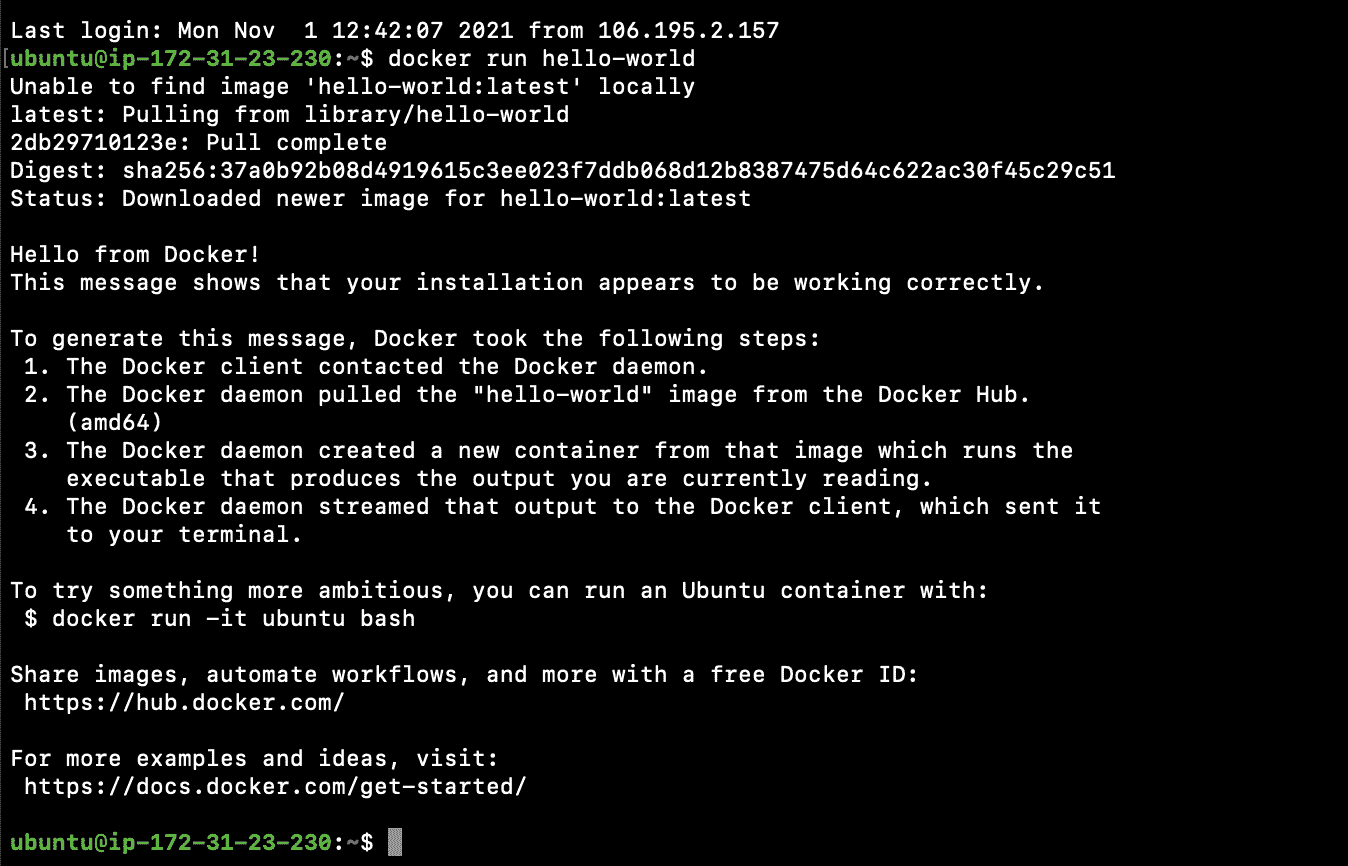 Last login: Mon Nov  1 12:42:07 2021 from 106.195.2.157
[ubuntu@ip-172-31-23-230:~$ docker run hello-world
Unable to find image 'hello-world:latest' locally
latest: Pulling from library/hello-world
2db29710123e: Pull complete
Digest: sha256:37a0b92b08d4919615c3ee023f7ddb068d12b8387475d64c622ac30f45c29c51
Status: Downloaded newer image for hello-world:latest

Hello from Docker!
This message shows that your installation appears to be working correctly.

To generate this message, Docker took the following steps:
 1. The Docker client contacted the Docker daemon.
 2. The Docker daemon pulled the "hello-world" image from the Docker Hub.
    (amd64)
 3. The Docker daemon created a new container from that image which runs the
    executable that produces the output you are currently reading.
 4. The Docker daemon streamed that output to the Docker client, which sent it
    to your terminal.

To try something more ambitious, you can run an Ubuntu container with:
 $ docker run -it ubuntu bash

Share images, automate workflows, and more with a free Docker ID:
 https://hub.docker.com/

For more examples and ideas, visit:
 https://docs.docker.com/get-started/

ubuntu@ip-172-31-23-230:~$